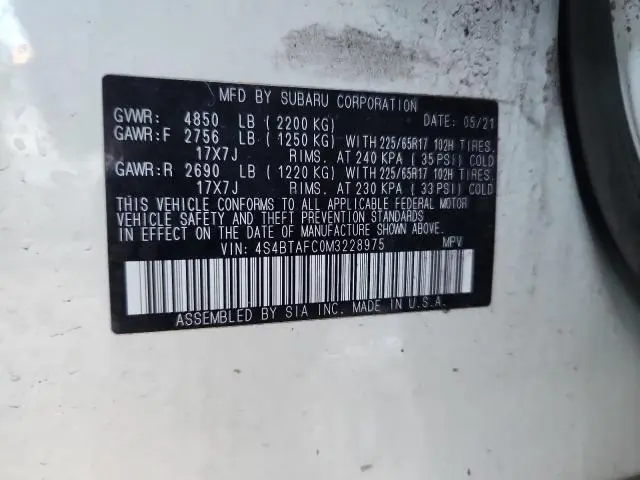 MFD BY SUBARU CORPORATION
GVWR: 4850 LB (2200 KG) DATE: 05/21
GAWR:F 2756 LB (1250 KG) WITH 225/65R17 102H TIRES.
17X7J RIMS. AT 240 KPA (35 PSI) COLD
GAWR:R 2690 LB (1220 KG) WITH 225/65R17 102H TIRES.
17X7J RIMS. AT 230 KPA (33 PSI) COLD
THIS VEHICLE CONFORMS TO ALL APPLICABLE FEDERAL MOTOR
VEHICLE SAFETY AND THEFT PREVENTION STANDARDS
IN EFFECT ON THE DATE OF MANUFACTURE SHOWN ABOVE.
VIN: 4S4BTAFC0M3228975 MPV
ASSEMBLED BY SIA INC. MADE IN U.S.A.